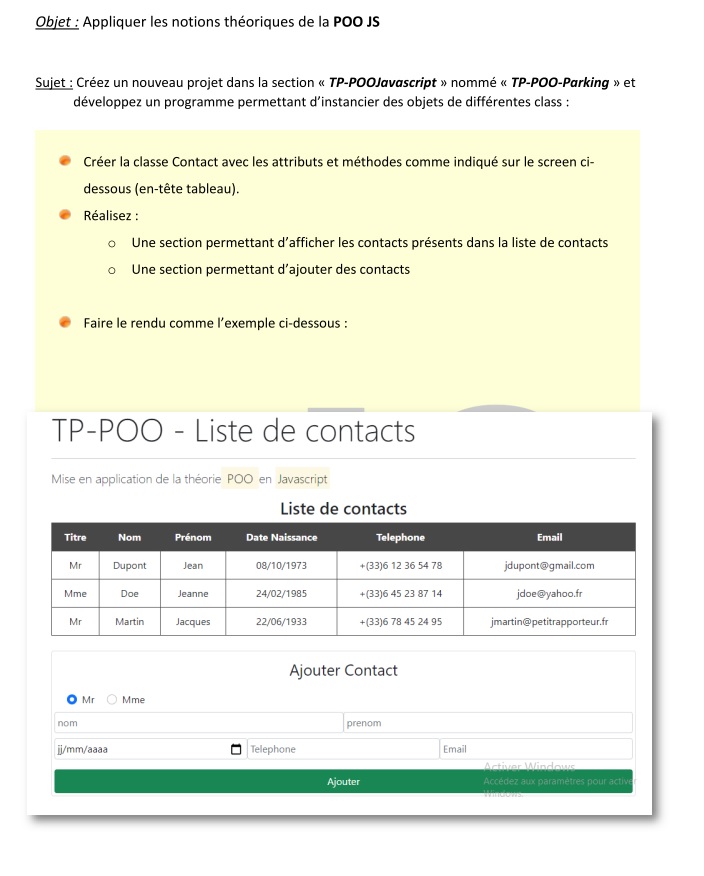 Objet : Appliquer les notions théoriques de la POO JS
Sujet : Créez un nouveau projet dans la section « TP-POOJavascript » nommé « TP-POO-Parking » et
développez un programme permettant d'instancier des objets de différentes class :
Créer la classe Contact avec les attributs et méthodes comme indiqué sur le screen ci-
dessous (en-tête tableau).
Réalisez :
o Une section permettant d'afficher les contacts présents dans la liste de contacts
o Une section permettant d'ajouter des contacts
Faire le rendu comme l'exemple ci-dessous :
TP-POO - Liste de contacts
Mise en application de la théorie POO en Javascript
Liste de contacts
Titre Nom Prénom Date Naissance Telephone Email
Mr Dupont Jean 08/10/1973 +(33)6 12 36 54 78 jdupont@gmail.com
Mme Doe Jeanne 24/02/1985 +(33)6 45 23 87 14 jdoe@yahoo.fr
Mr Martin Jacques 22/06/1933 +(33)6 78 45 24 95 jmartin@petitrapporteur.fr
Ajouter Contact
Mr Mme
nom prenom
jj/mm/aaaa Telephone Email
Activer Windows
Ajouter
Accédez aux paramètres pour activer
Windows.